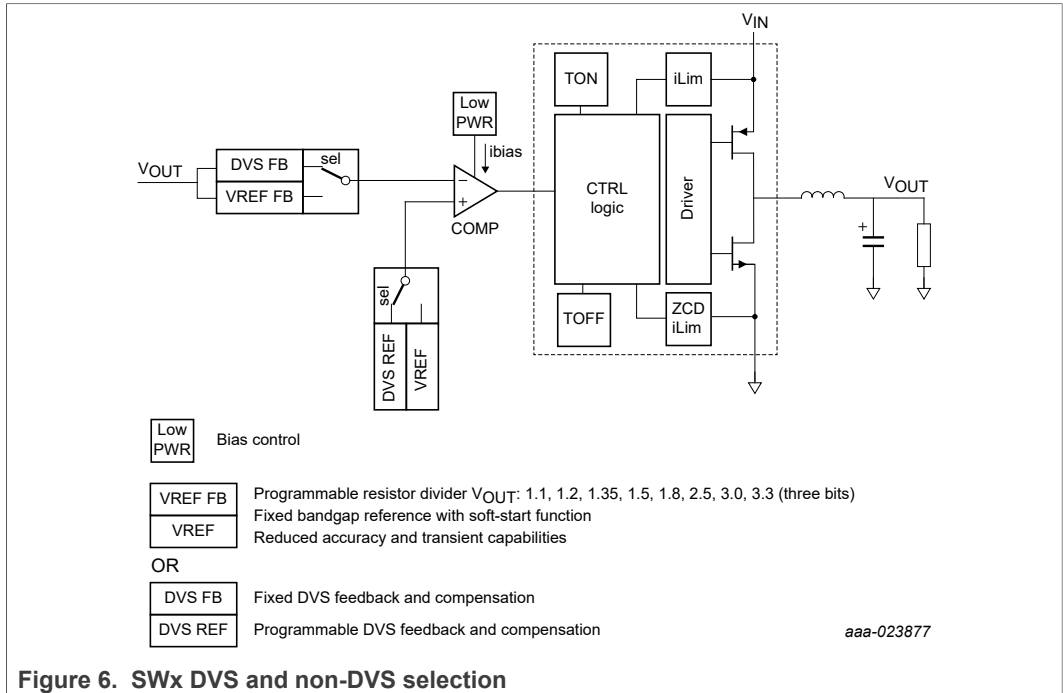 VIN
TON
iLim
Low
PWR
ibias
VOUT
DVS FB
VREF FB
sel
−
+
COMP
CTRL
logic
Driver
VOUT
+
sel
DVS REF
VREF
TOFF
ZCD
iLim
Low
PWR
Bias control
VREF FB
Programmable resistor divider VOUT: 1.1, 1.2, 1.35, 1.5, 1.8, 2.5, 3.0, 3.3 (three bits)
Fixed bandgap reference with soft-start function
VREF
Reduced accuracy and transient capabilities
OR
DVS FB
Fixed DVS feedback and compensation
DVS REF
Programmable DVS feedback and compensation
aaa-023877
Figure 6. SWx DVS and non-DVS selection